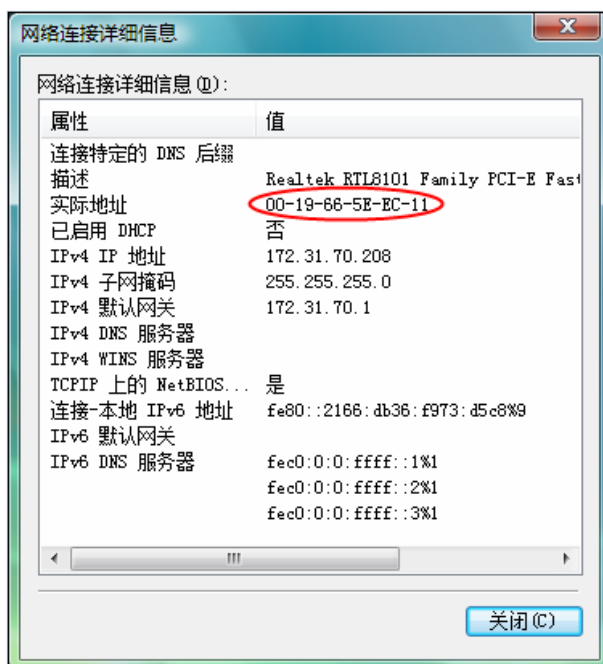 网络连接详细信息
网络连接详细信息(D):
属性 值
连接特定的 DNS 后缀
描述 Realtek RTL8101 Family PCI-E Fast
实际地址 00-19-66-5E-EC-11
已启用 DHCP 否
IPv4 IP 地址 172.31.70.208
IPv4 子网掩码 255.255.255.0
IPv4 默认网关 172.31.70.1
IPv4 DNS 服务器
IPv4 WINS 服务器
TCPIP 上的 NetBIOS... 是
连接-本地 IPv6 地址 fe80::2166:db36:f973:d5c8%9
IPv6 默认网关
IPv6 DNS 服务器 fec0:0:0:ffff::1%1
fec0:0:0:ffff::2%1
fec0:0:0:ffff::3%1
关闭(C)